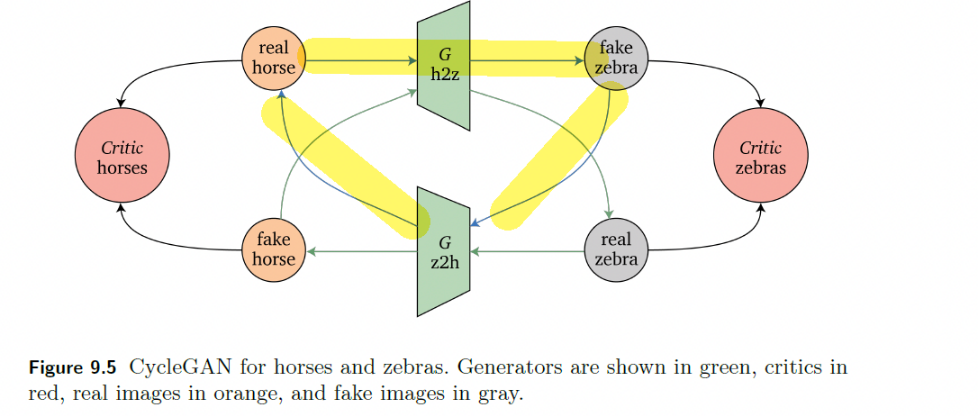 real
horse
G
h2z
fake
zebra
Critic
horses
Critic
zebras
fake
horse
G
z2h
real
zebra
Figure 9.5 CycleGAN for horses and zebras. Generators are shown in green, critics in
red, real images in orange, and fake images in gray.